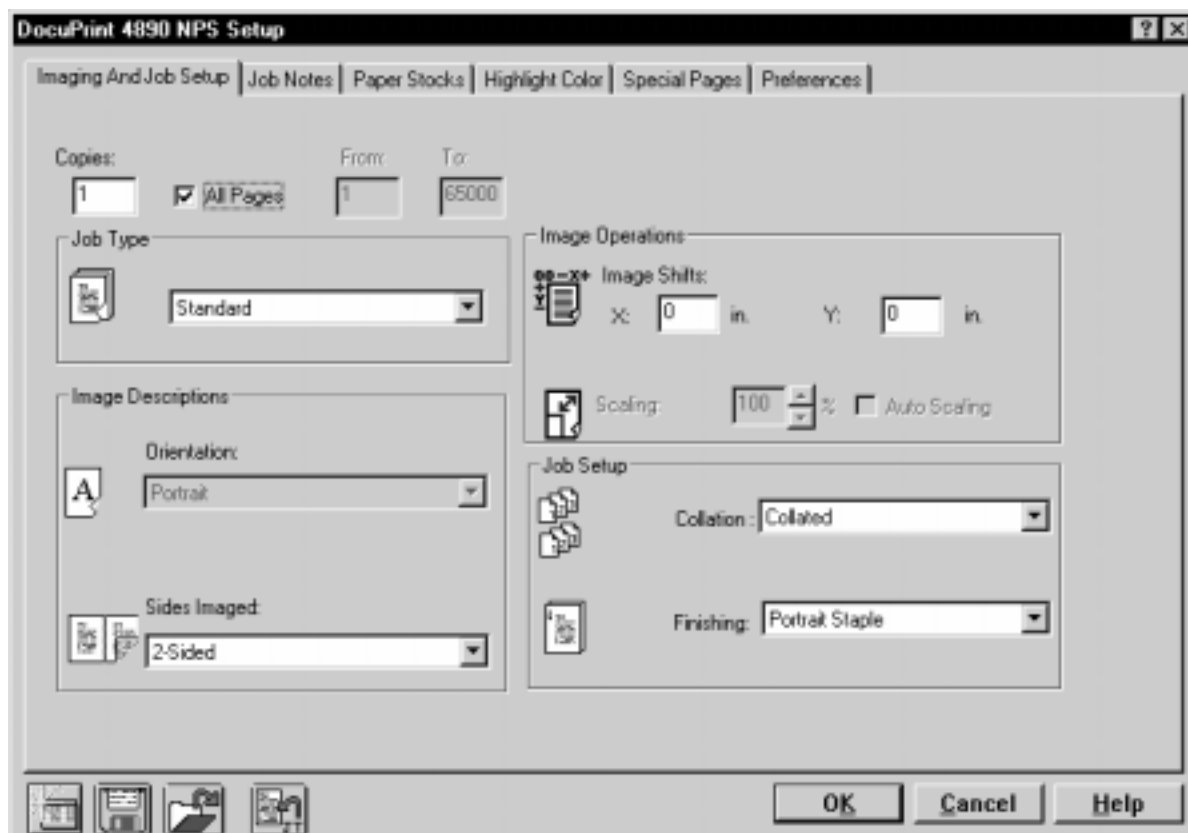 DocuPrint 4890 NPS Setup
Imaging And Job Setup
Job Notes
Paper Stocks
Highlight Color
Special Pages
Preferences
Copies:
From:
To:
1
All Pages
1
65000
Job Type
Standard
Image Operations
Image Shifts:
X: 0 in.
Y: 0 in.
Scaling: 100 %
Auto Scaling
Image Descriptions
Orientation:
Portrait
Sides Imaged:
2-Sided
Job Setup
Collation : Collated
Finishing: Portrait Staple
OK
Cancel
Help